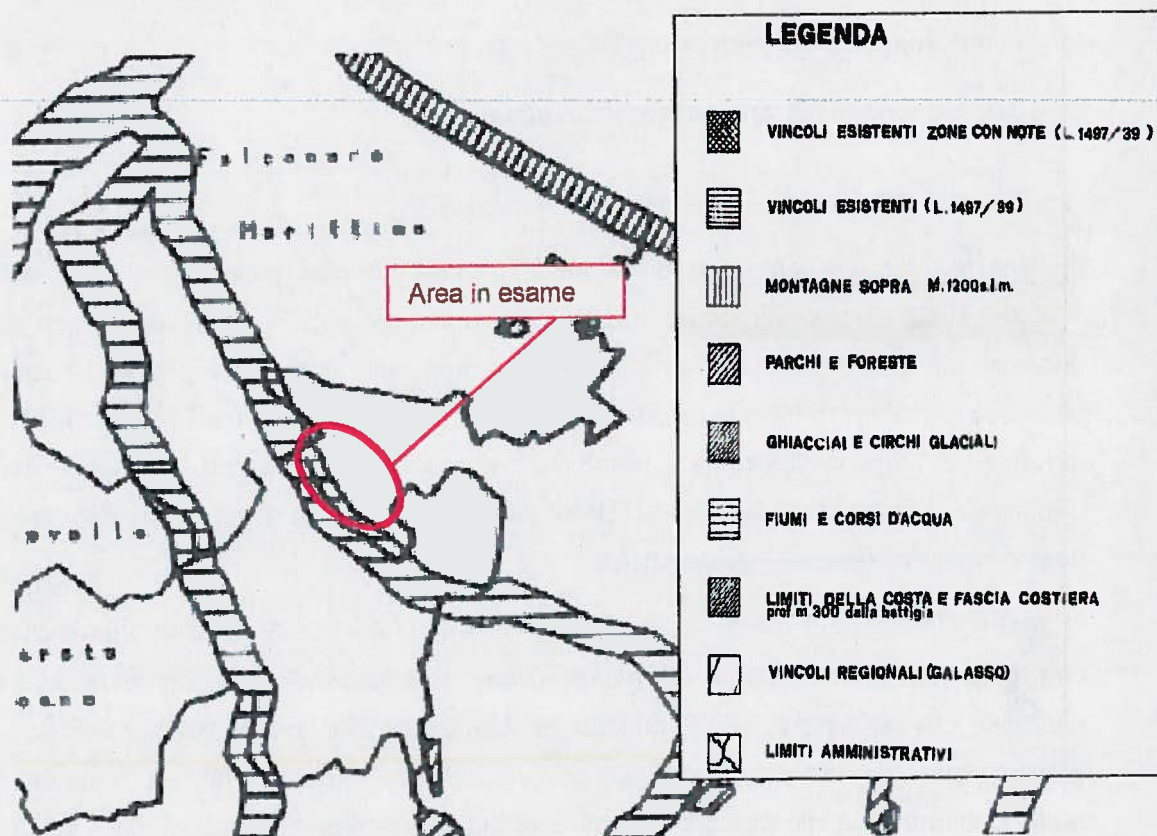 LEGENDA
VINCOLI ESISTENTI ZONE CON NOTE (L.1497/39)
VINCOLI ESISTENTI (L.1497/39)
MONTAGNE SOPRA M.1200s.l.m.
PARCHI E FORESTE
GHIACCIAI E CIRCHI GLACIALI
FIUMI E CORSI D'ACQUA
LIMITI DELLA COSTA E FASCIA COSTIERA
prof m 300 dalla battigia
VINCOLI REGIONALI (GALASSO)
LIMITI AMMINISTRATIVI
Falconara
Marittima
Area in esame